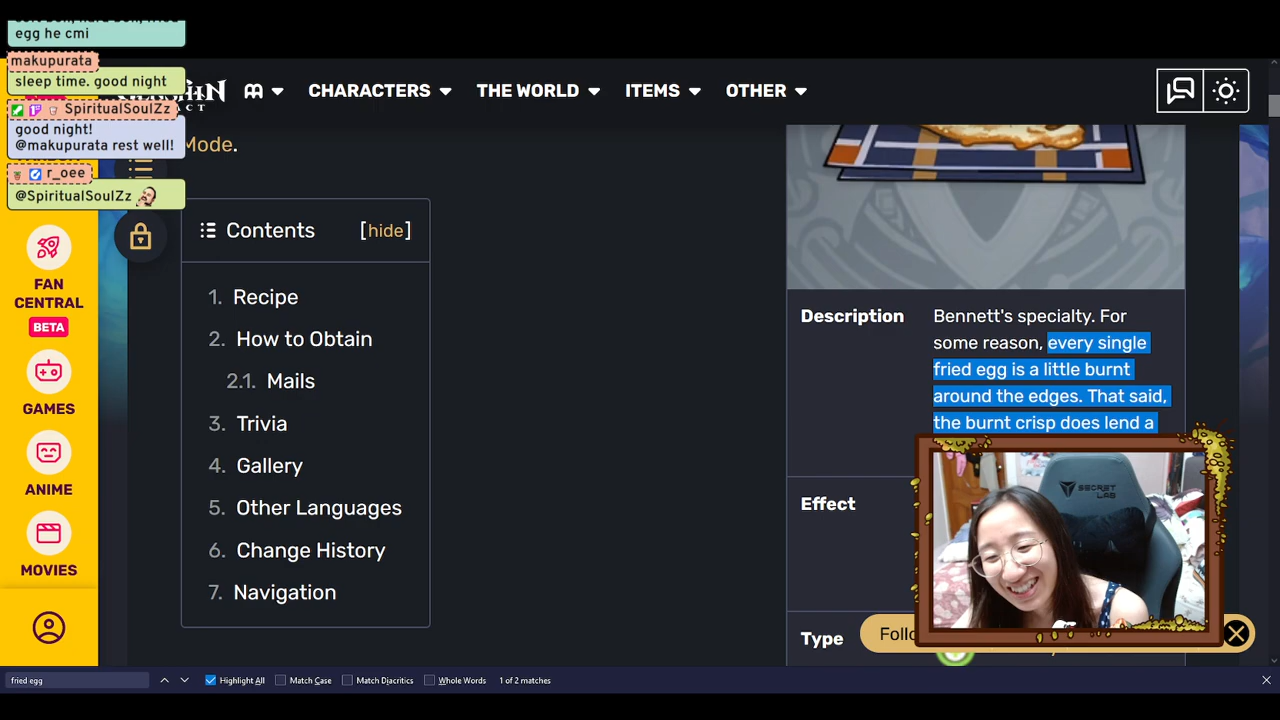 egg he cmi
makupurata
sleep time. good night
SpiritualSoulZz
good night!
@makupurata rest well!
r_oee
@SpiritualSoulZz
CHARACTERS
THE WORLD
ITEMS
OTHER
Mode.
Contents
[hide]
1. Recipe
2. How to Obtain
2.1. Mails
3. Trivia
4. Gallery
5. Other Languages
6. Change History
7. Navigation
FAN
CENTRAL
BETA
GAMES
ANIME
MOVIES
Description
Bennett's specialty. For
some reason, every single
fried egg is a little burnt
around the edges. That said,
the burnt crisp does lend a
Effect
Type
Follo
SECRET
LAB
fried egg
Highlight All
Match Case
Match Diacritics
Whole Words
1 of 2 matches